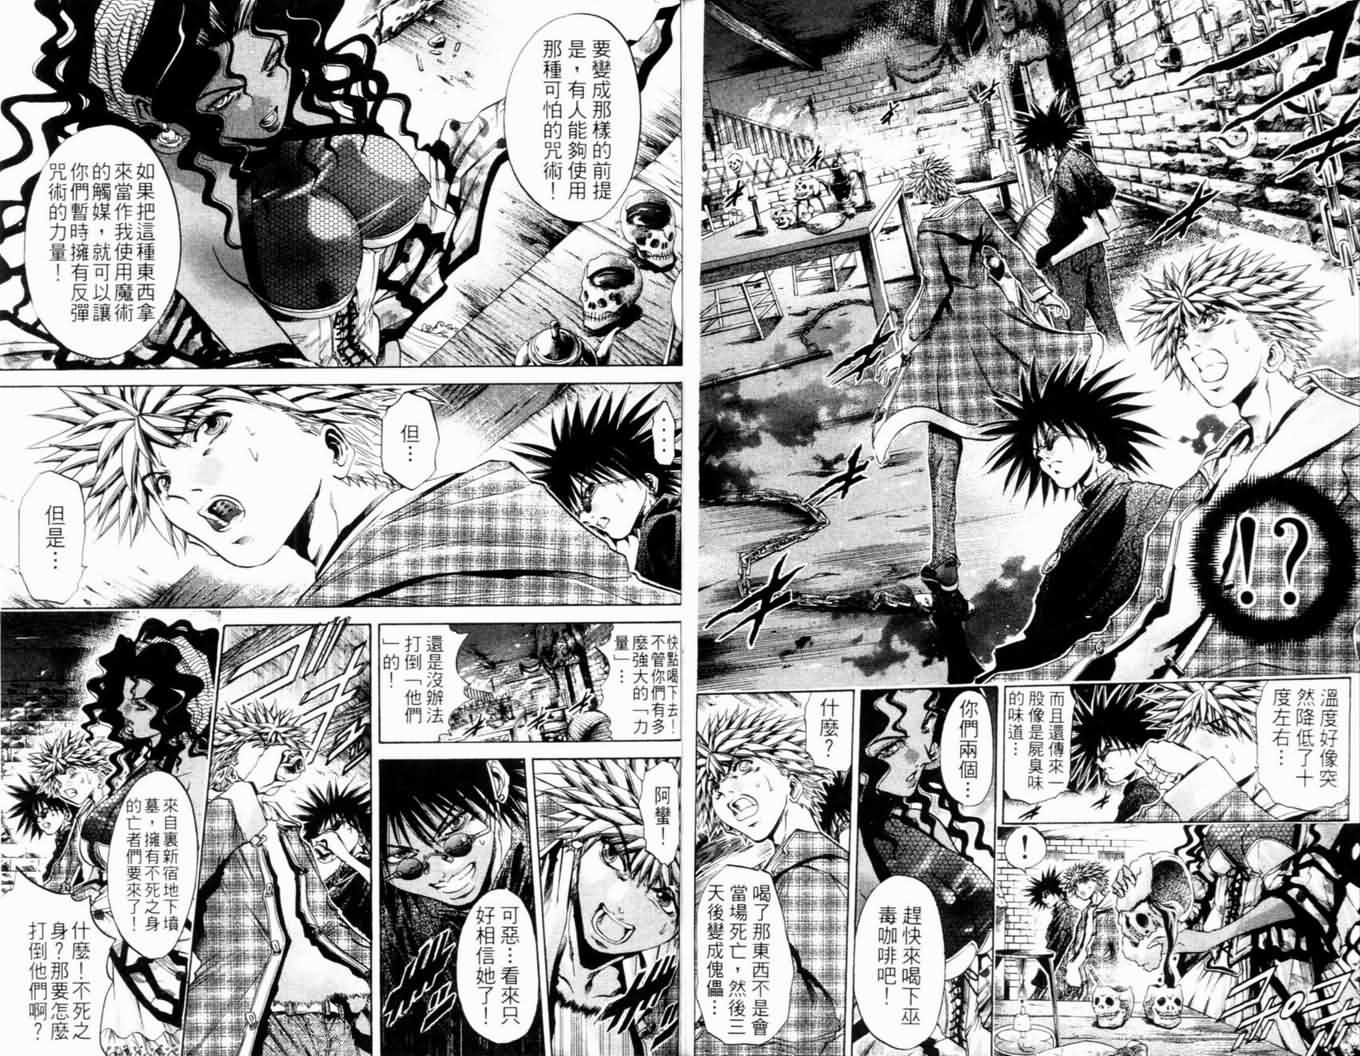 !?
溫度好像突
然降低了十
度左右…
而且還傳來一
股像是屍臭味
的味道…
!
你們兩個…
趕快來喝下巫
毒咖啡吧！
什麼?
喝了那東西不是會
當場死亡，然後三
天後變成傀儡…
要變成那樣的前提
是，有人能夠使用
那種可怕的咒術！
如果把這種東西拿
來當作我使用魔術
的觸媒，就可以讓
你們暫時擁有反彈
咒術的力量！
…
但…
但是…
快點喝下去！
不管你們有多
麼強大的「力
量」…
還是沒辦法
打倒「他們
」的！
阿蠻！
可惡…看來只
好相信她了！
來自裏新宿地下墳
墓，擁有不死之身
的亡者們要來了！
什麼！不死之
身?那要怎麼
打倒他們啊?